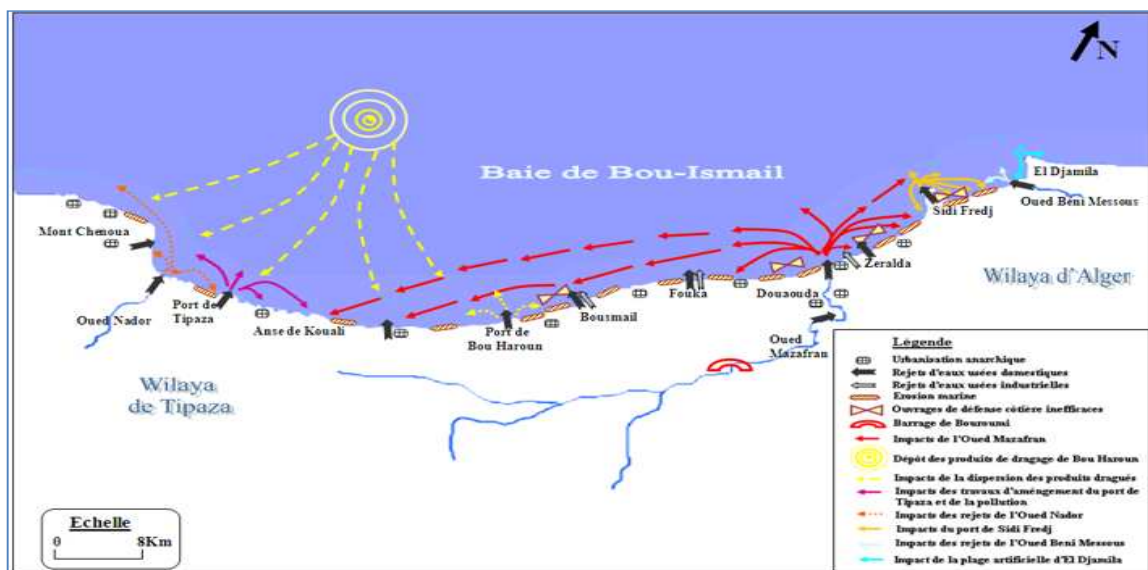 N
Baie de Bou-Ismail
El Djamila
Oued Beni Messous
Sidi Fredj
Mont Chenoua
Zeralda
Wilaya d'Alger
Port de
Tipaza
Oued Nador
Anse de Kouali
Port de
Bou Haroun
Bousmail
Fouka
Douaouda
Oued
Mazafran
Wilaya
de Tipaza
Légende
Urbanisation anarchique
Rejets d'eaux usées domestiques
Rejets d'eaux usées industrielles
Erosion marine
Ouvrages de défense côtière inefficaces
Barrage de Bouroumi
Impacts de l'Oued Mazafran
Dépôt des produits de dragage de Bou Haroun
Impacts de la dispersion des produits dragués
Impacts des travaux d'améngement du port de
Tipaza et de la pollution
Impacts des rejets de l'Oued Nador
Impacts du port de Sidi Fredj
Impacts des rejets de l'Oued Beni Messous
Impact de la plage artificielle d'El Djamila
Echelle
0 8Km